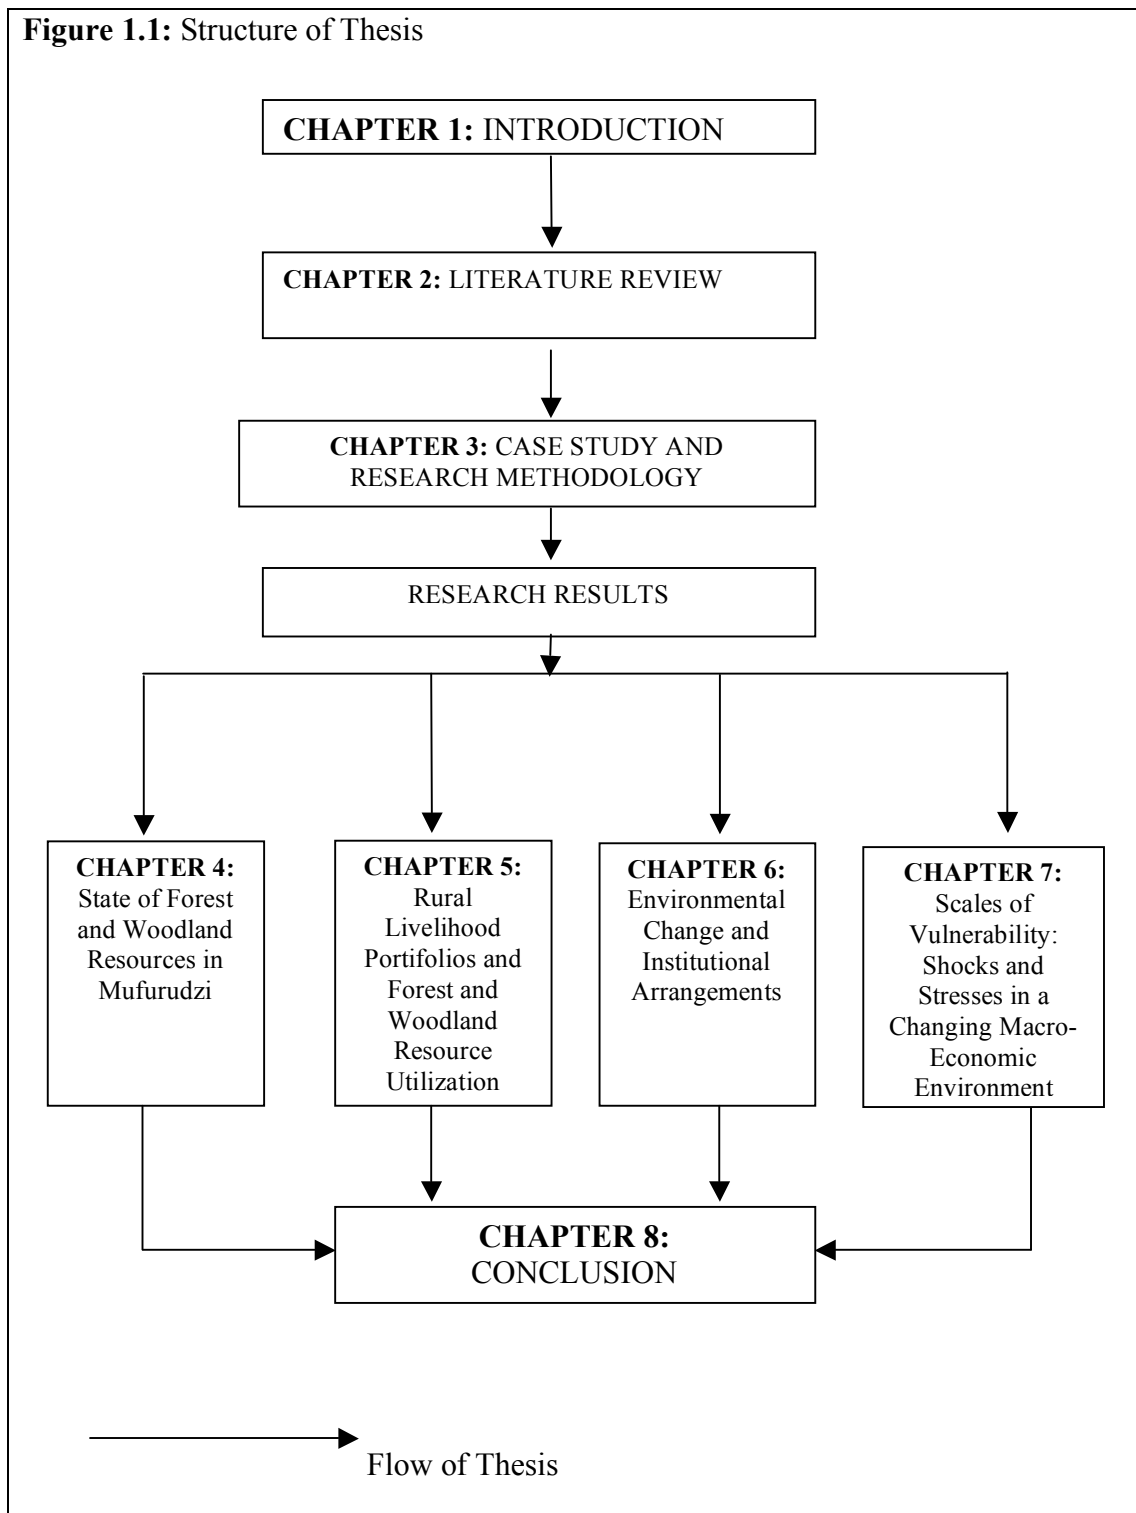 Figure 1.1: Structure of Thesis
CHAPTER 1: INTRODUCTION
CHAPTER 2: LITERATURE REVIEW
CHAPTER 3: CASE STUDY AND
RESEARCH METHODOLOGY
RESEARCH RESULTS
CHAPTER 4:
State of Forest
and Woodland
Resources in
Mufurudzi
CHAPTER 5:
Rural
Livelihood
Portifolios and
Forest and
Woodland
Resource
Utilization
CHAPTER 6:
Environmental
Change and
Institutional
Arrangements
CHAPTER 7:
Scales of
Vulnerability:
Shocks and
Stresses in a
Changing Macro-
Economic
Environment
CHAPTER 8:
CONCLUSION
Flow of Thesis